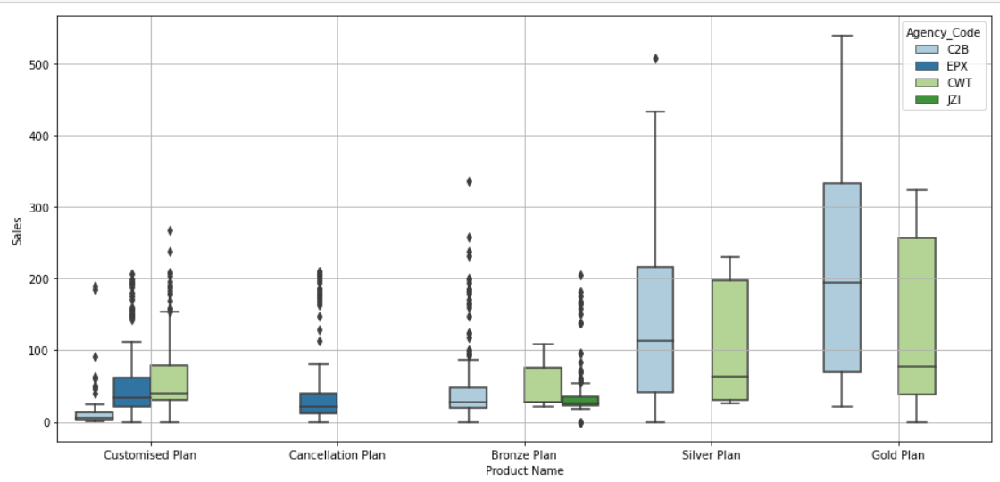 Agency_Code
C2B
EPX
CWT
JZI
500
400
300
200
100
0
Sales
Customised Plan Cancellation Plan Bronze Plan Silver Plan Gold Plan
Product Name